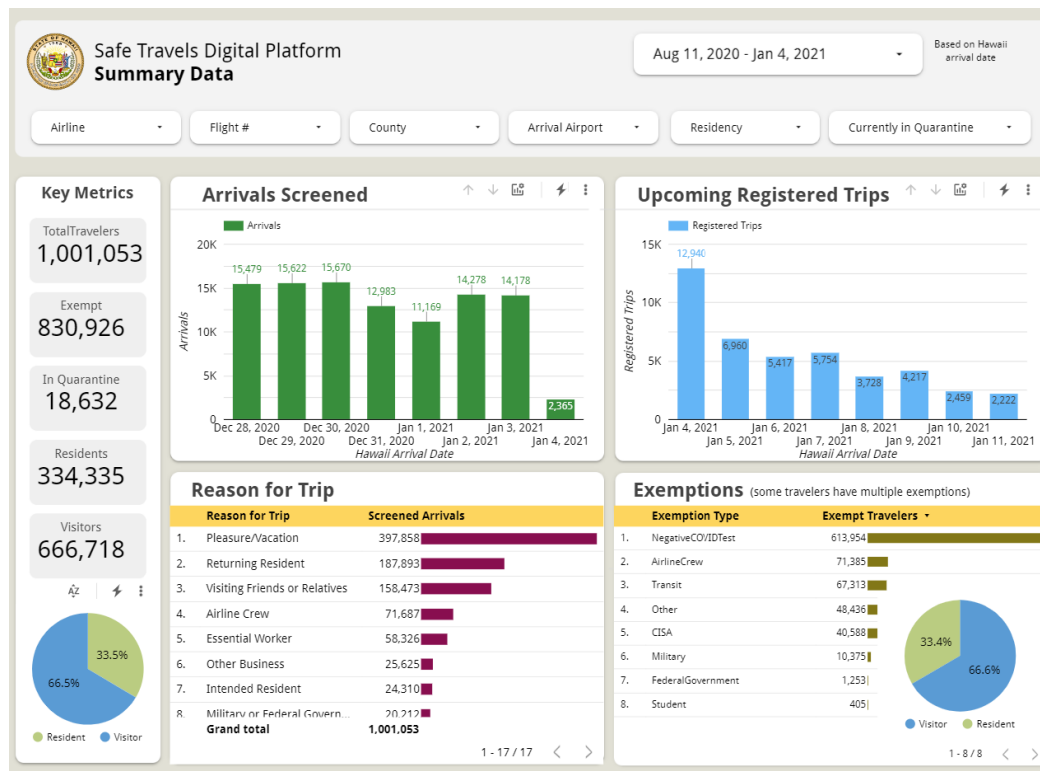 Safe Travels Digital Platform
Summary Data
Aug 11, 2020 - Jan 4, 2021
Based on Hawaii
arrival date
Airline
Flight #
County
Arrival Airport
Residency
Currently in Quarantine
Key Metrics
TotalTravelers
1,001,053
Exempt
830,926
In Quarantine
18,632
Residents
334,335
Visitors
666,718
33.5%
66.5%
Resident Visitor
Arrivals Screened
Arrivals
20K
15K
10K
5K
0
Arrivals
15,479 15,622 15,670 12,983 11,169 14,278 14,178 2,365
Dec 28, 2020 Dec 30, 2020 Jan 1, 2021 Jan 3, 2021
Dec 29, 2020 Dec 31, 2020 Jan 2, 2021 Jan 4, 2021
Hawaii Arrival Date
Upcoming Registered Trips
Registered Trips
15K
10K
5K
0
Registered Trips
12,940 6,960 5,417 5,754 3,728 4,217 2,459 2,222
Jan 4, 2021 Jan 6, 2021 Jan 8, 2021 Jan 10, 2021
Jan 5, 2021 Jan 7, 2021 Jan 9, 2021 Jan 11, 2021
Hawaii Arrival Date
Reason for Trip
Reason for Trip Screened Arrivals
1. Pleasure/Vacation 397,858
2. Returning Resident 187,893
3. Visiting Friends or Relatives 158,473
4. Airline Crew 71,687
5. Essential Worker 58,326
6. Other Business 25,625
7. Intended Resident 24,310
8. Military or Federal Govern... 20,212
Grand total 1,001,053
1 - 17 / 17
Exemptions (some travelers have multiple exemptions)
Exemption Type Exempt Travelers
1. NegativeCOVIDTest 613,954
2. AirlineCrew 71,385
3. Transit 67,313
4. Other 48,436
5. CISA 40,588
6. Military 10,375
7. FederalGovernment 1,253
8. Student 405
33.4%
66.6%
Visitor Resident
1 - 8 / 8